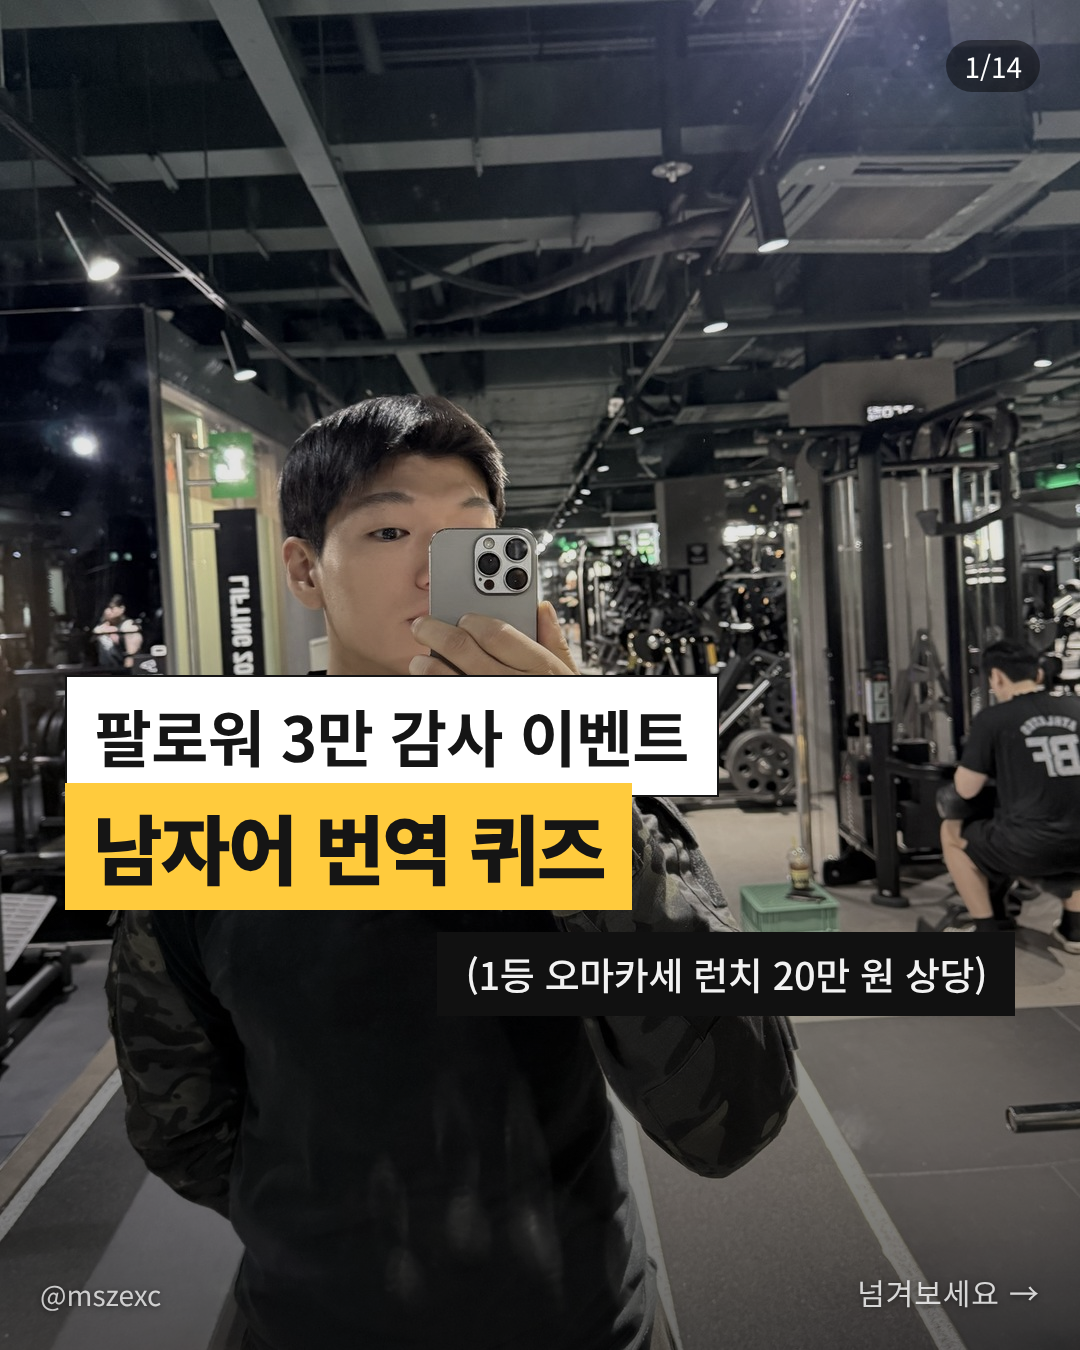 1/14
LIFTING ZO
팔로워 3만 감사 이벤트
남자어 번역 퀴즈
(1등 오마카세 런치 20만 원 상당)
@mszexc
넘겨보세요 →